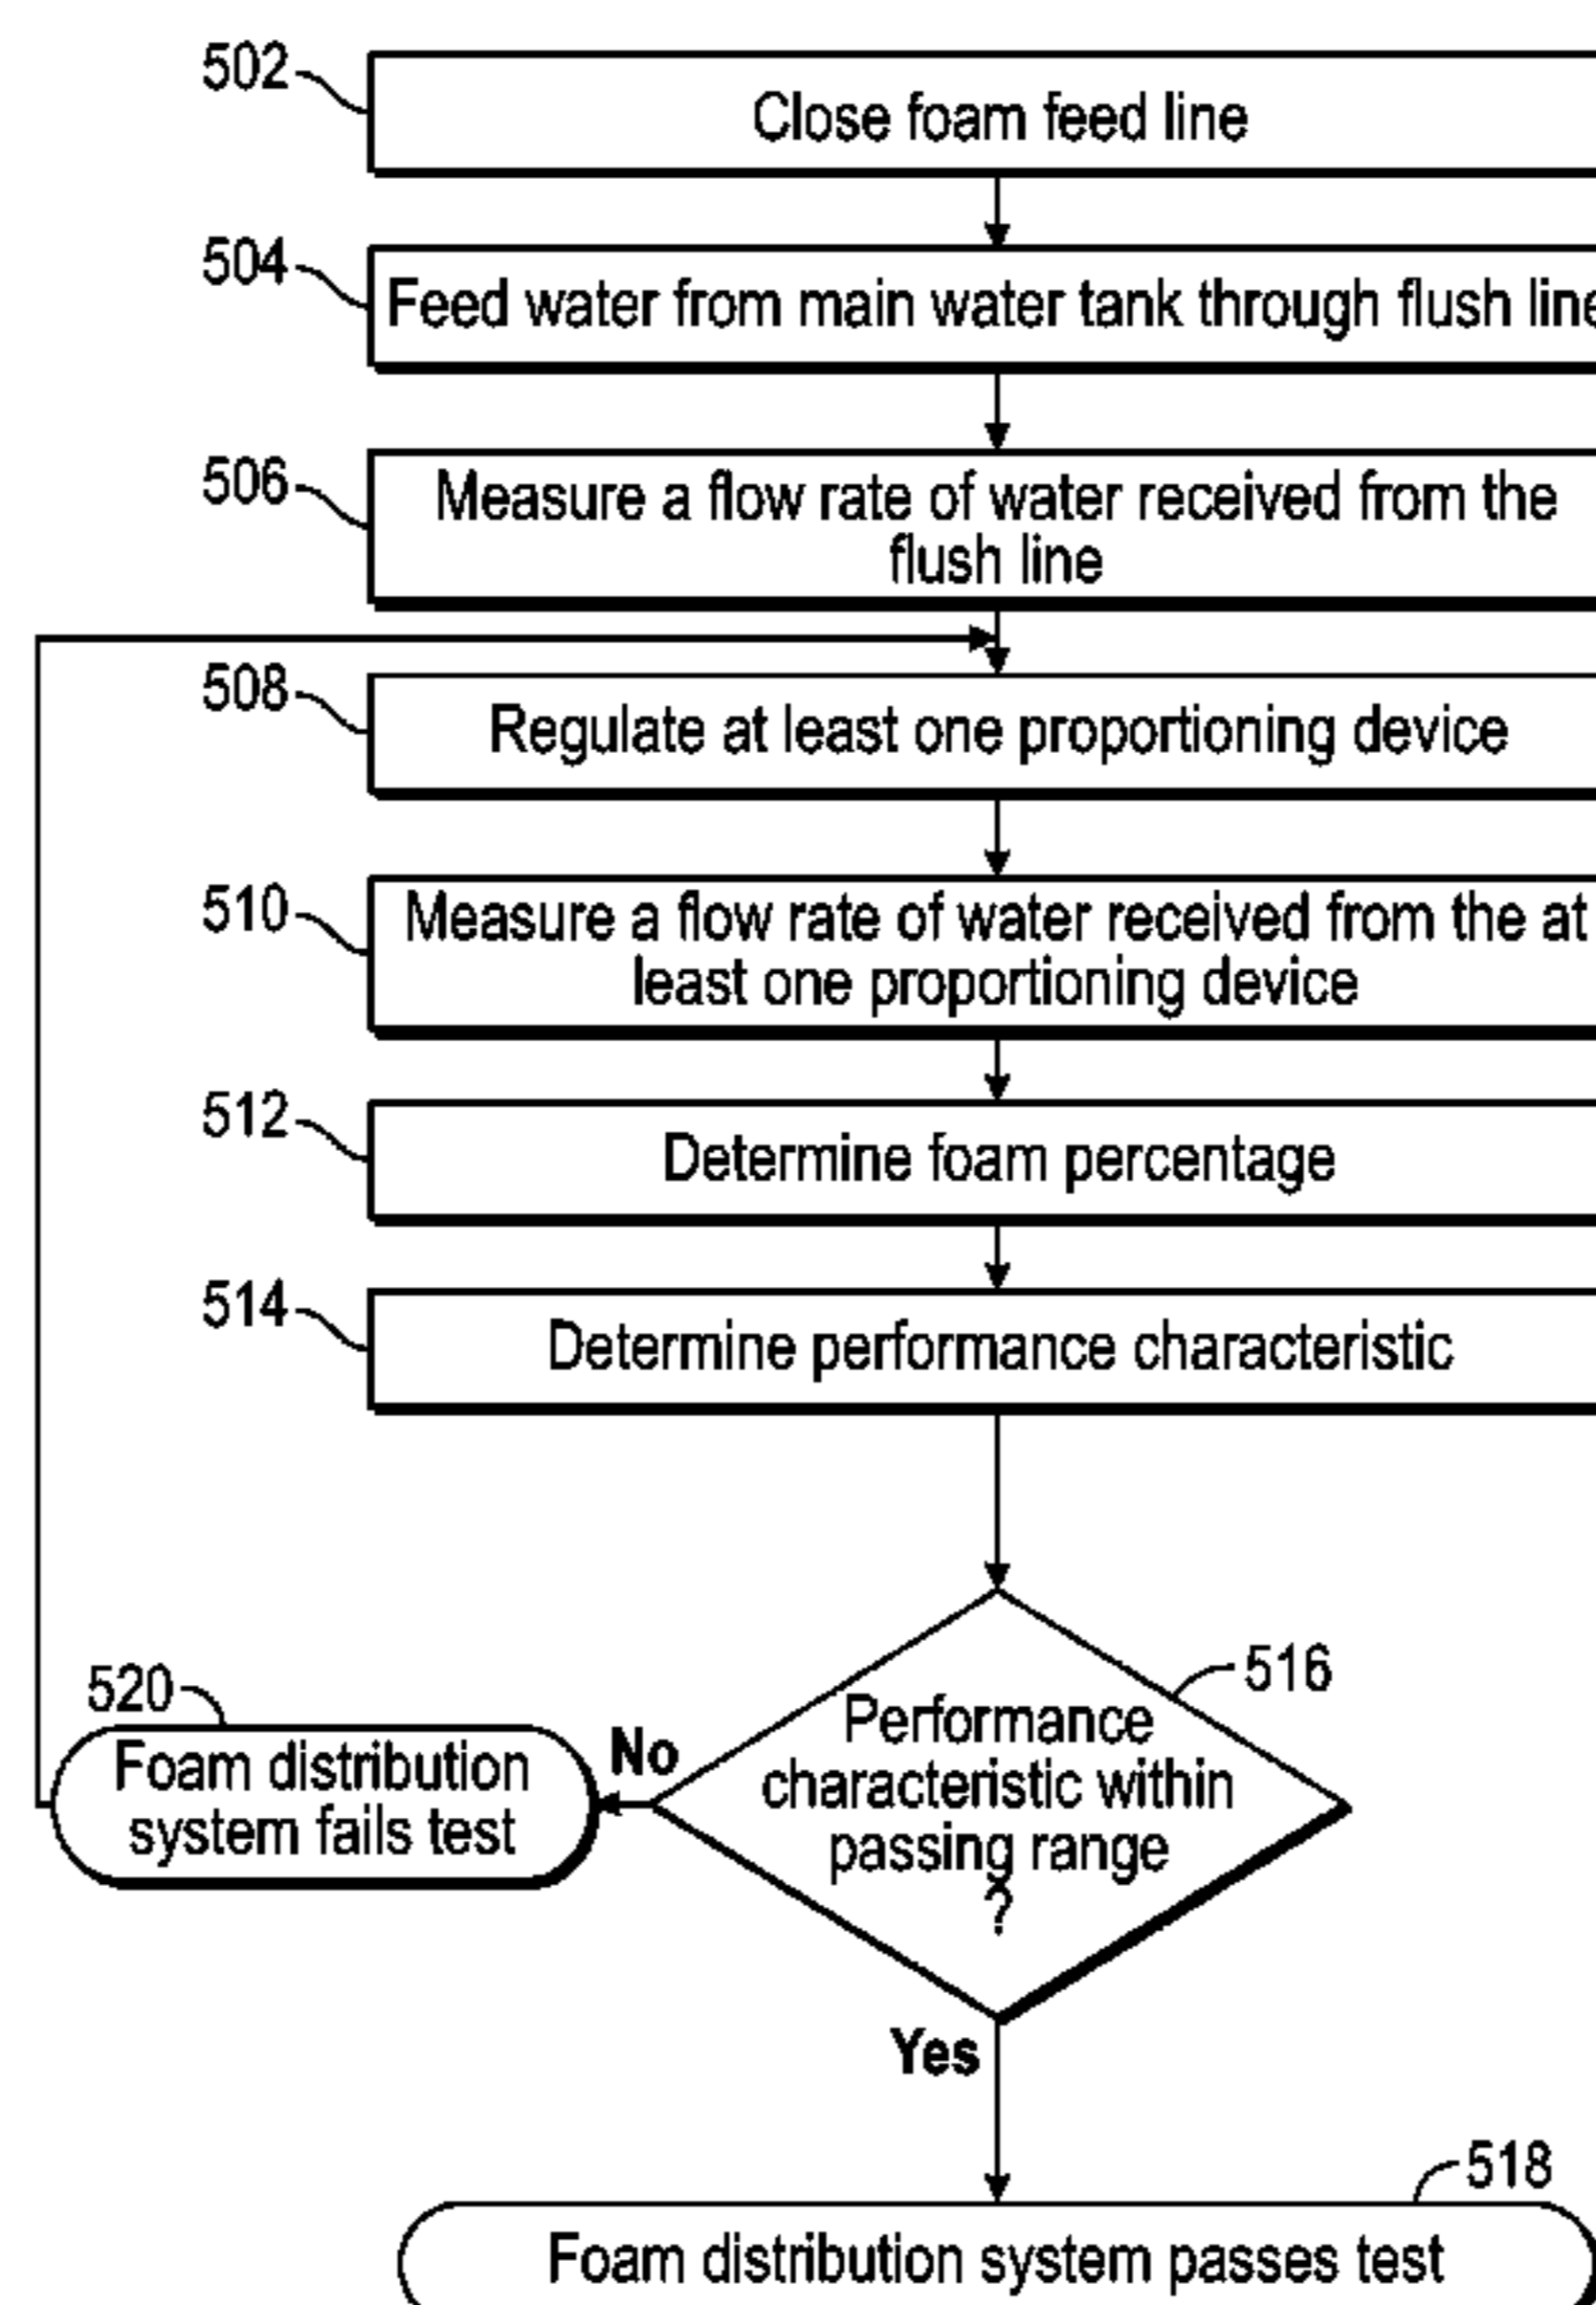 502
Close foam feed line
504
Feed water from main water tank through flush line
506
Measure a flow rate of water received from the
flush line
508
Regulate at least one proportioning device
510
Measure a flow rate of water received from the at
least one proportioning device
512
Determine foam percentage
514
Determine performance characteristic
516
Performance
characteristic within
passing range
?
520
Foam distribution
system fails test
No
Yes
518
Foam distribution system passes test